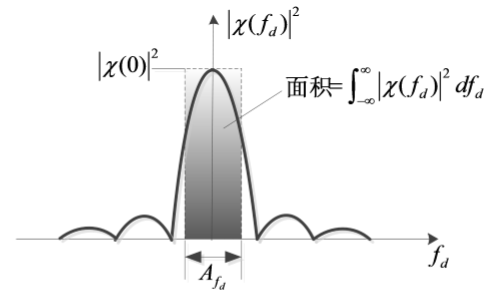 |χ(f_d)|²
|χ(0)|²
面积=∫_{-∞}^{∞}|χ(f_d)|² df_d
f_d
A_{f_d}